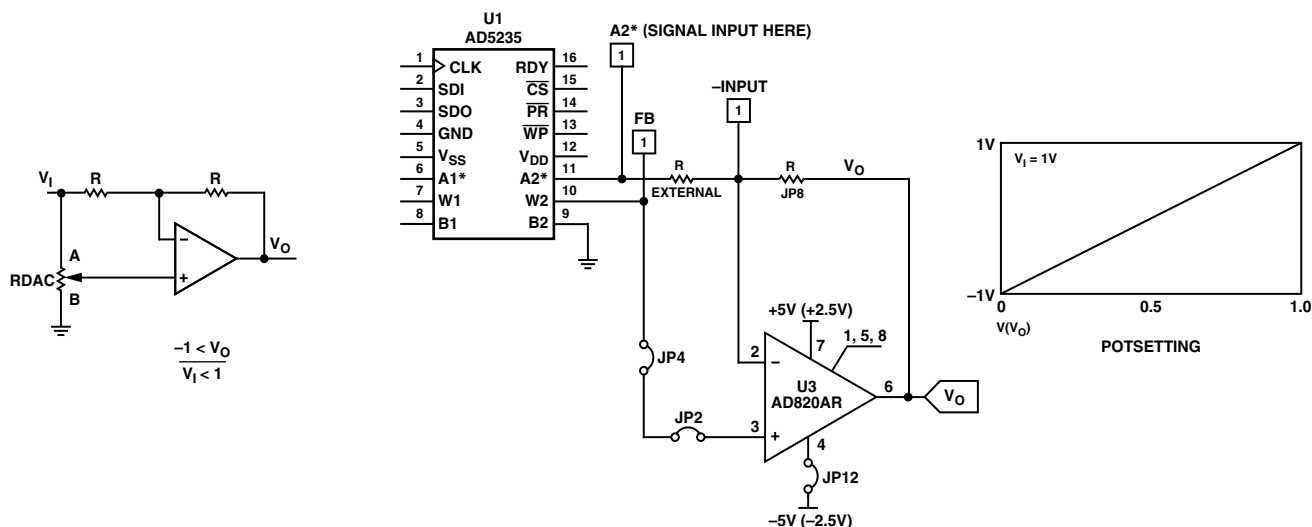 V_I
R
R
A
RDAC
B
−
+
V_O
−1 < V_O
V_I < 1
U1
AD5235
1 CLK
2 SDI
3 SDO
4 GND
5 V_SS
6 A1*
7 W1
8 B1
RDY 16
CS 15
PR 14
WP 13
V_DD 12
A2* 11
W2 10
B2 9
A2* (SIGNAL INPUT HERE)
1
FB
1
–INPUT
1
R
EXTERNAL
R
JP8
V_O
JP4
JP2
+5V (+2.5V)
7
1, 5, 8
2
−
U3
AD820AR
3
+
6
V_O
4
JP12
–5V (–2.5V)
1V
V_I = 1V
–1V
0
0.5
1.0
V(V_O)
POTSETTING